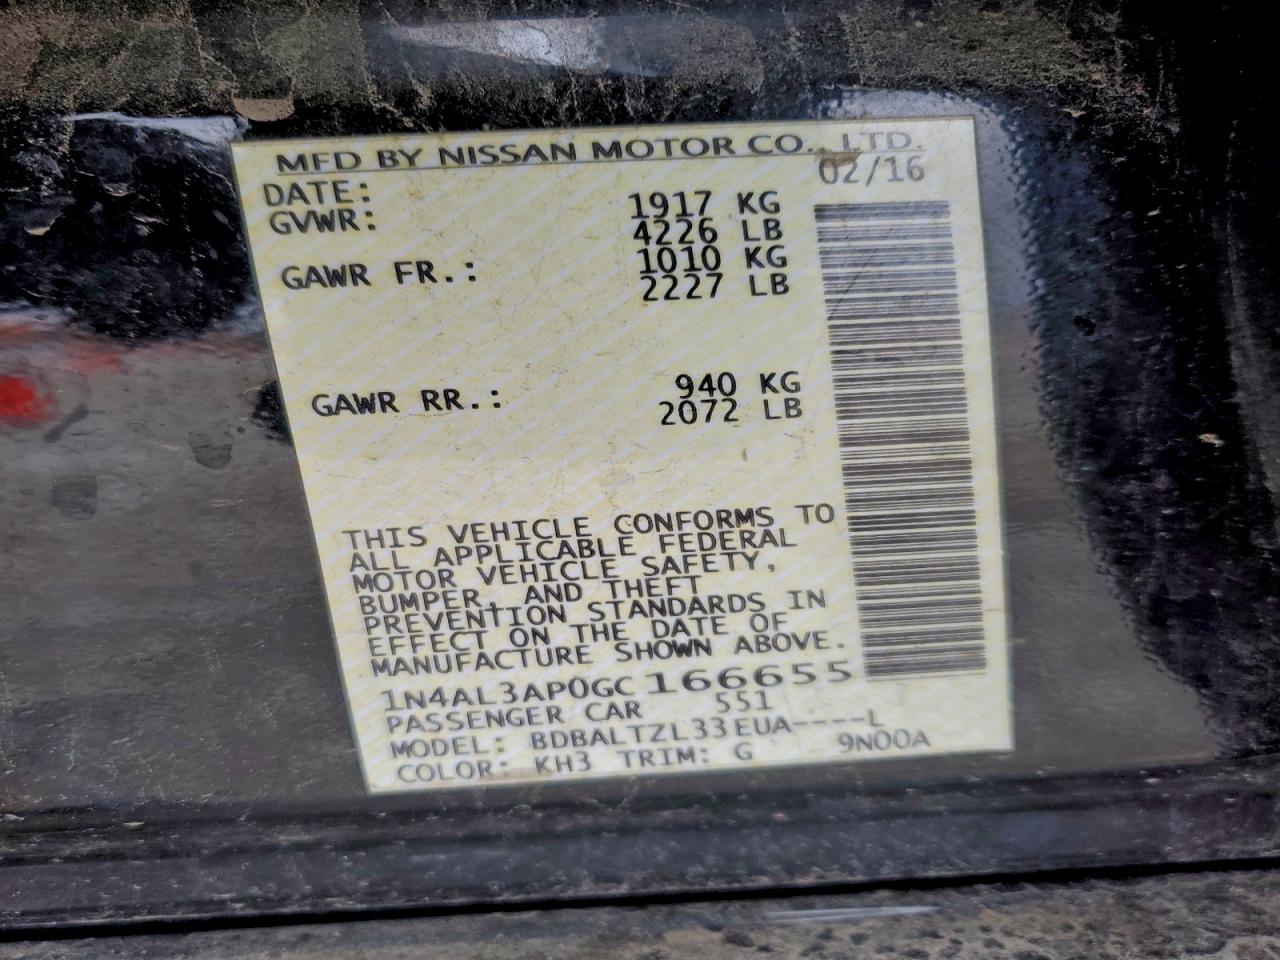 MFD BY NISSAN MOTOR CO., LTD.
DATE: 02/16
GVWR: 1917 KG
4226 LB
GAWR FR.: 1010 KG
2227 LB
GAWR RR.: 940 KG
2072 LB
THIS VEHICLE CONFORMS TO
ALL APPLICABLE FEDERAL
MOTOR VEHICLE SAFETY,
BUMPER, AND THEFT
PREVENTION STANDARDS IN
EFFECT ON THE DATE OF
MANUFACTURE SHOWN ABOVE.
1N4AL3AP0GC166655
PASSENGER CAR 551
MODEL: BDBALTZL33EUA----L
COLOR: KH3 TRIM: G 9N00A